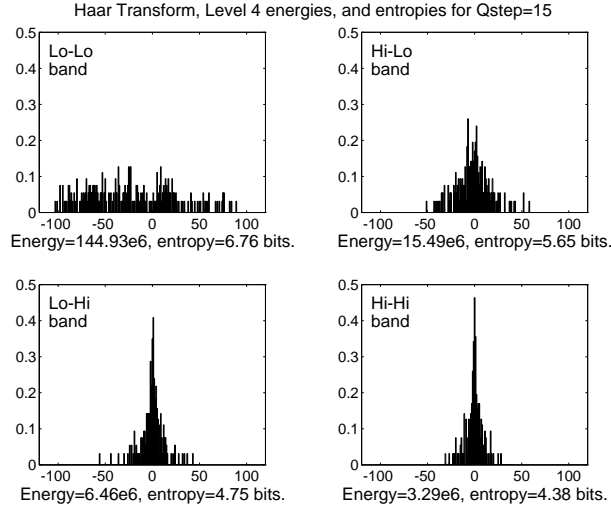 Haar Transform, Level 4 energies, and entropies for Qstep=15
0.5
0.4
0.3
0.2
0.1
0
Lo-Lo
band
-100 -50 0 50 100
Energy=144.93e6, entropy=6.76 bits.
0.5
0.4
0.3
0.2
0.1
0
Hi-Lo
band
-100 -50 0 50 100
Energy=15.49e6, entropy=5.65 bits.
0.5
0.4
0.3
0.2
0.1
0
Lo-Hi
band
-100 -50 0 50 100
Energy=6.46e6, entropy=4.75 bits.
0.5
0.4
0.3
0.2
0.1
0
Hi-Hi
band
-100 -50 0 50 100
Energy=3.29e6, entropy=4.38 bits.